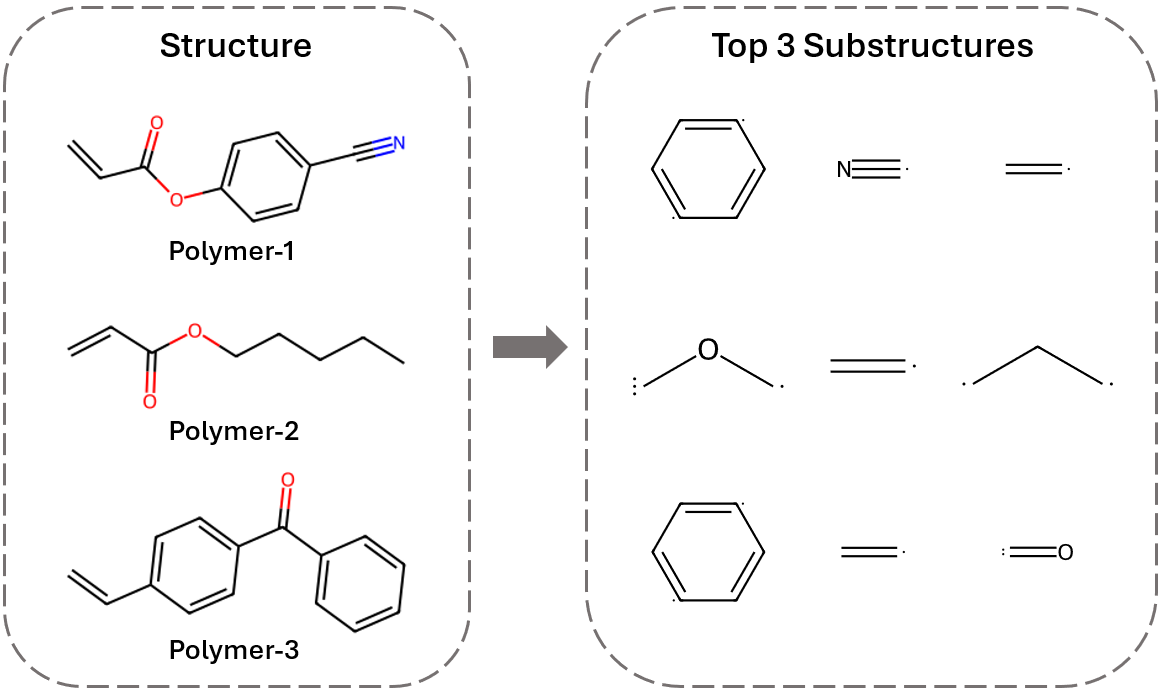 Structure
Top 3 Substructures
O
O
N
Polymer-1
N
O
O
Polymer-2
O
O
Polymer-3
O